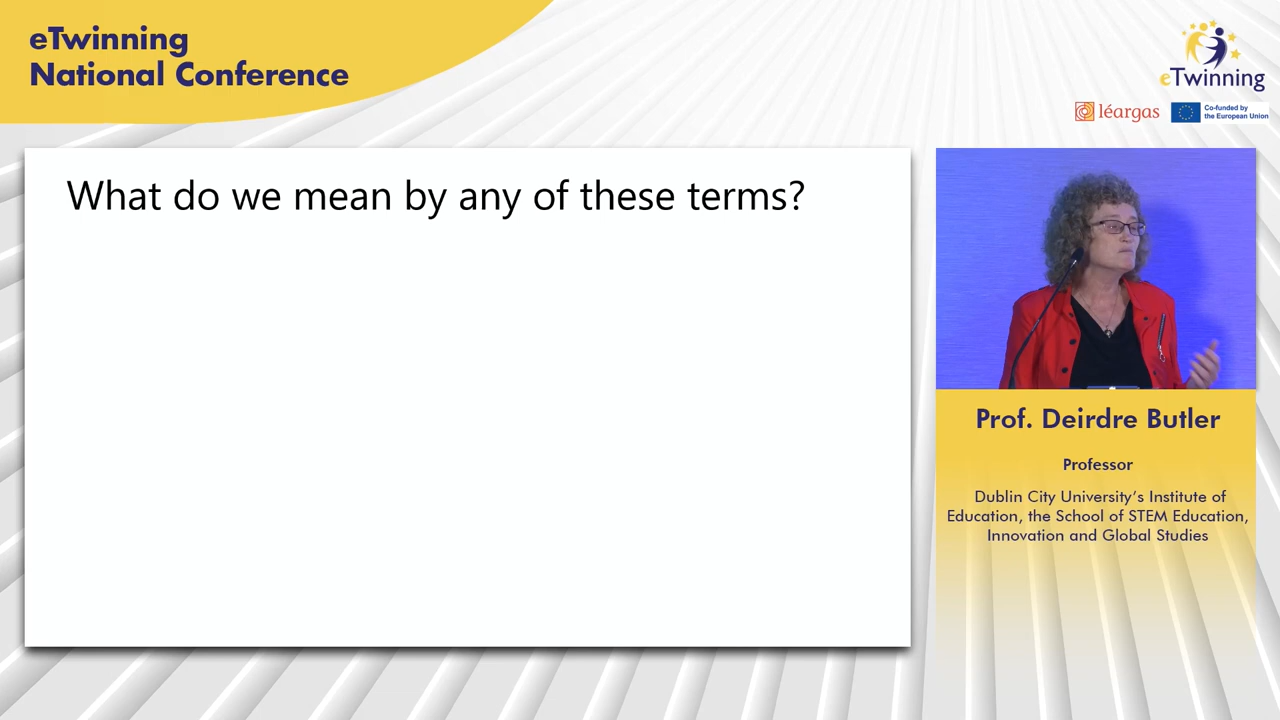 eTwinning
National Conference
eTwinning
léargas
Co-funded by
the European Union
What do we mean by any of these terms?
Prof. Deirdre Butler
Professor
Dublin City University's Institute of
Education, the School of STEM Education,
Innovation and Global Studies